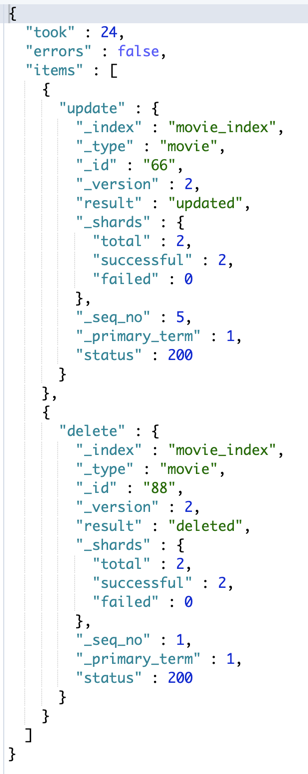 {
  "took" : 24,
  "errors" : false,
  "items" : [
    {
      "update" : {
        "_index" : "movie_index",
        "_type" : "movie",
        "_id" : "66",
        "_version" : 2,
        "result" : "updated",
        "_shards" : {
          "total" : 2,
          "successful" : 2,
          "failed" : 0
        },
        "_seq_no" : 5,
        "_primary_term" : 1,
        "status" : 200
      }
    },
    {
      "delete" : {
        "_index" : "movie_index",
        "_type" : "movie",
        "_id" : "88",
        "_version" : 2,
        "result" : "deleted",
        "_shards" : {
          "total" : 2,
          "successful" : 2,
          "failed" : 0
        },
        "_seq_no" : 1,
        "_primary_term" : 1,
        "status" : 200
      }
    }
  ]
}